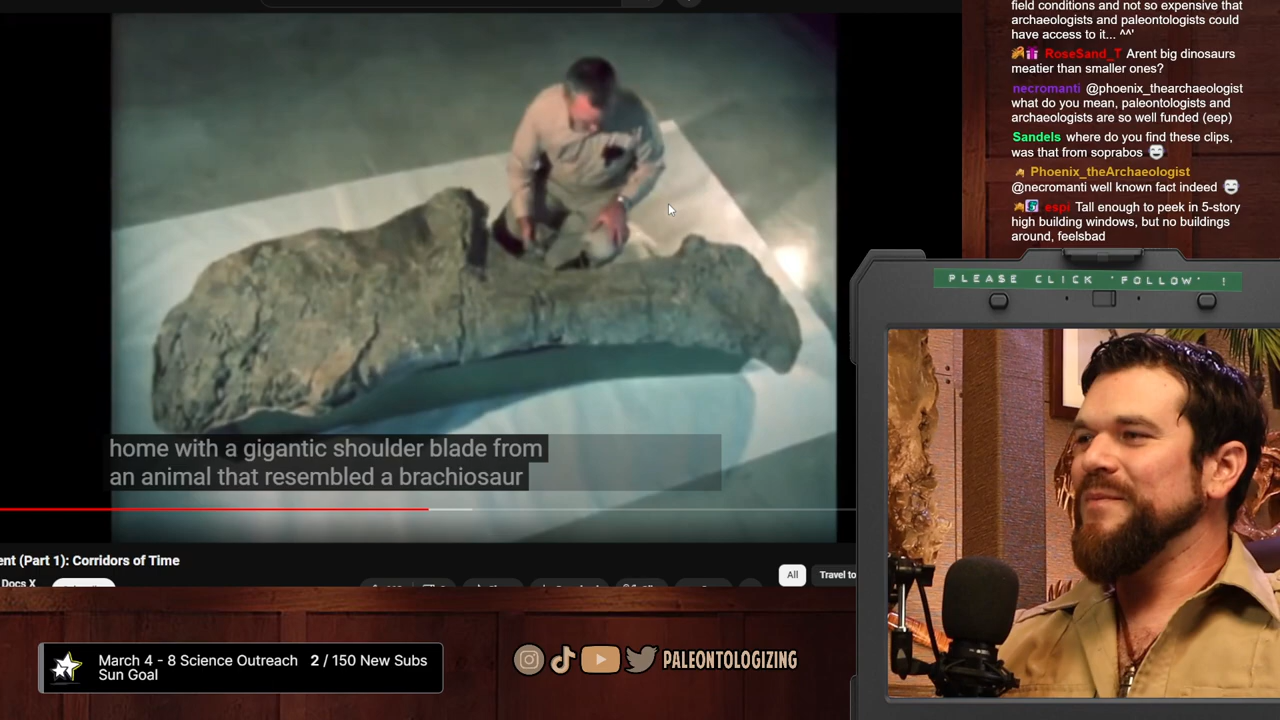 field conditions and not so expensive that
archaeologists and paleontologists could
have access to it... ^^'
Rose$and_T Arent big dinosaurs
meatier than smaller ones?
necromanti @phoenix_thearchaeologist
what do you mean, paleontologists and
archaeologists are so well funded (eep)
Sandels where do you find these clips,
was that from soprabos
Phoenix_theArchaeologist
@necromanti well known fact indeed
espi Tall enough to peek in 5-story
high building windows, but no buildings
around, feelsbad
PLEASE CLICK 'FOLLOW' !
home with a gigantic shoulder blade from
an animal that resembled a brachiosaur
ent (Part 1): Corridors of Time
Docs X
All
Travel to
March 4 - 8 Science Outreach 2 / 150 New Subs
Sun Goal
PALEONTOLOGIZING